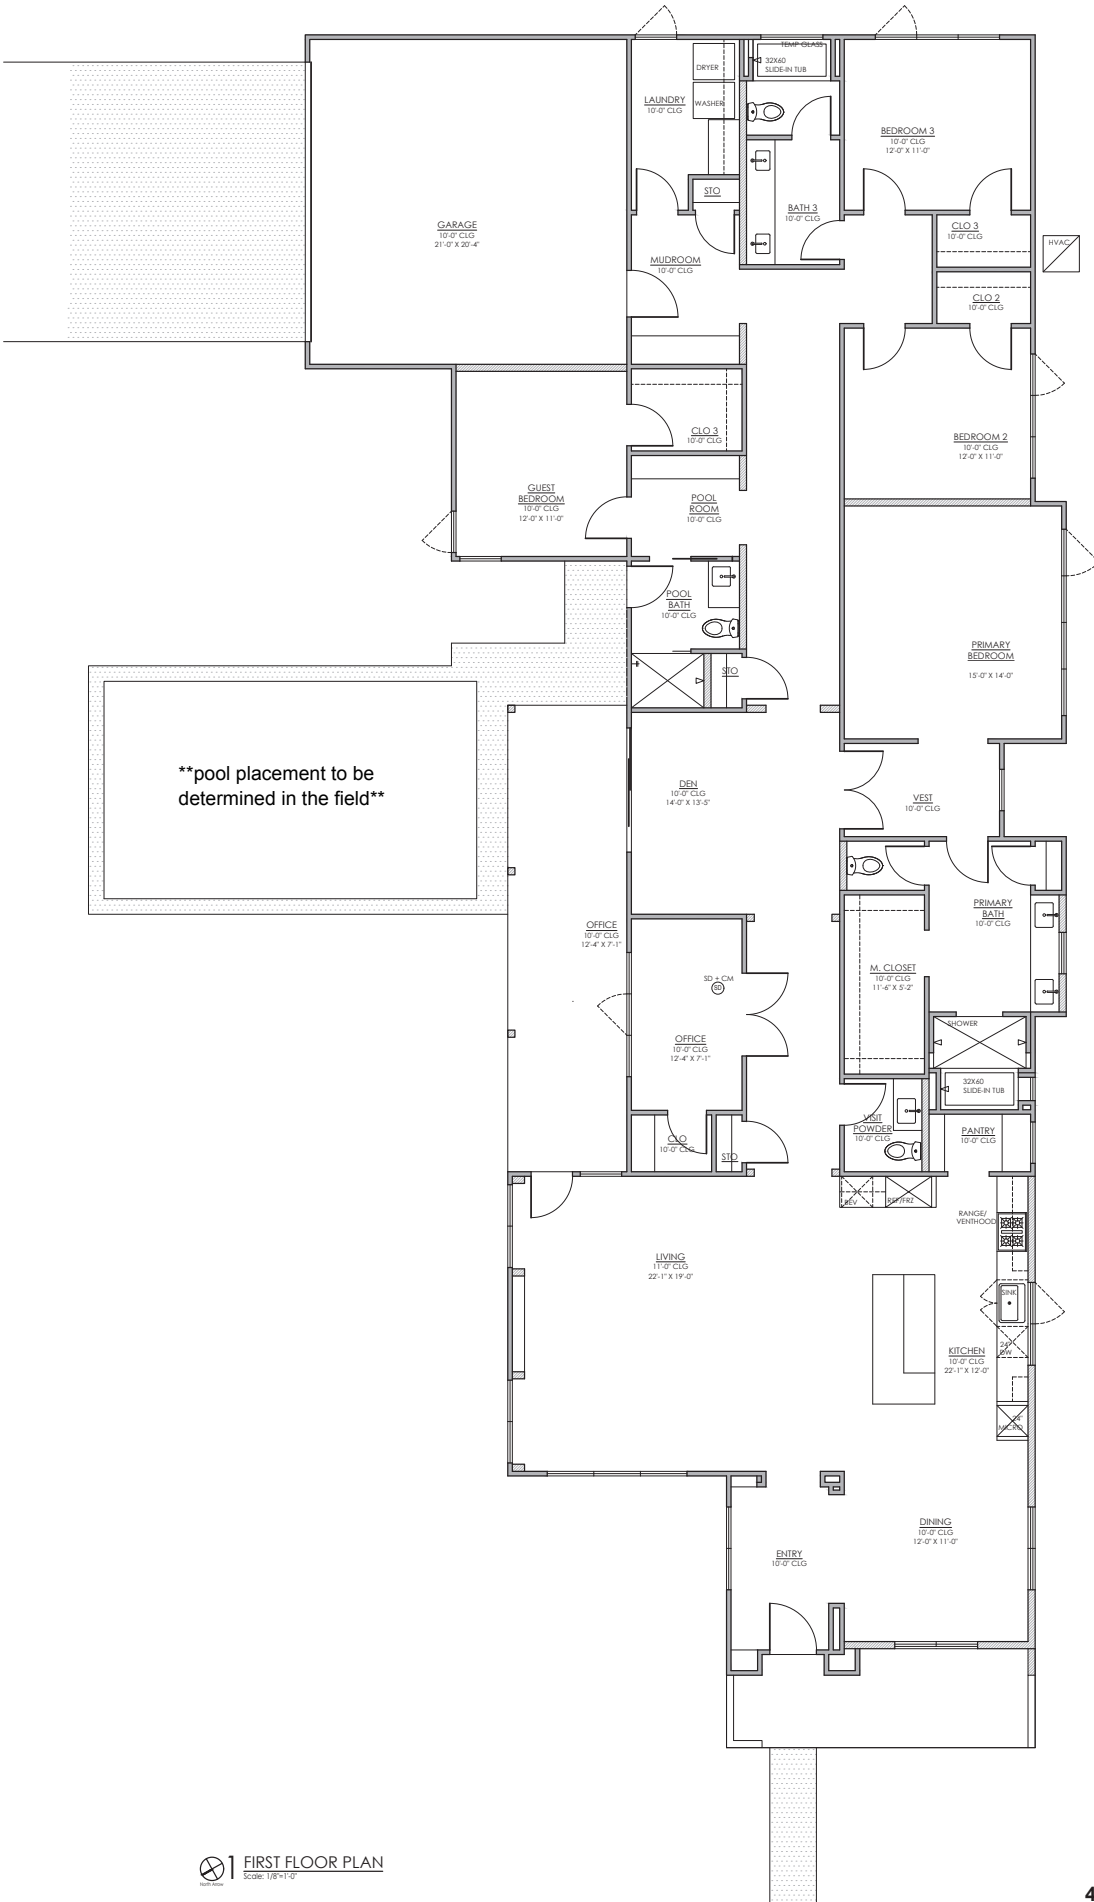 TEMP GLASS
32X60
SLIDE-IN TUB
DRYER
WASHER
LAUNDRY
10'-0" CLG
BEDROOM 3
10'-0" CLG
12'-0" X 11'-0"
STO
BATH 3
10'-0" CLG
GARAGE
10'-0" CLG
21'-0" X 20'-4"
CLO 3
10'-0" CLG
HVAC
MUDROOM
10'-0" CLG
CLO 2
10'-0" CLG
CLO 3
10'-0" CLG
BEDROOM 2
10'-0" CLG
12'-0" X 11'-0"
GUEST
BEDROOM
10'-0" CLG
12'-0" X 11'-0"
POOL
ROOM
10'-0" CLG
POOL
BATH
10'-0" CLG
PRIMARY
BEDROOM
15'-0" X 14'-0"
STO
**pool placement to be
determined in the field**
DEN
10'-0" CLG
14'-0" X 13'-5"
VEST
10'-0" CLG
PRIMARY
BATH
10'-0" CLG
OFFICE
10'-0" CLG
12'-4" X 7'-1"
M. CLOSET
10'-0" CLG
11'-6" X 5'-2"
SD + CM
SD
OFFICE
10'-0" CLG
12'-4" X 7'-1"
SHOWER
32X60
SLIDE-IN TUB
VISIT
POWDER
10'-0" CLG
PANTRY
10'-0" CLG
CLO
10'-0" CLG
STO
BEV
REF/FRZ
RANGE/
VENTHOOD
LIVING
11'-0" CLG
22'-1" X 19'-0"
SINK
24"
DW
KITCHEN
10'-0" CLG
22'-1" X 12'-0"
24"
MICRO
DINING
10'-0" CLG
12'-0" X 11'-0"
ENTRY
10'-0" CLG
North Arrow
1 FIRST FLOOR PLAN
Scale: 1/8"=1'-0"
4